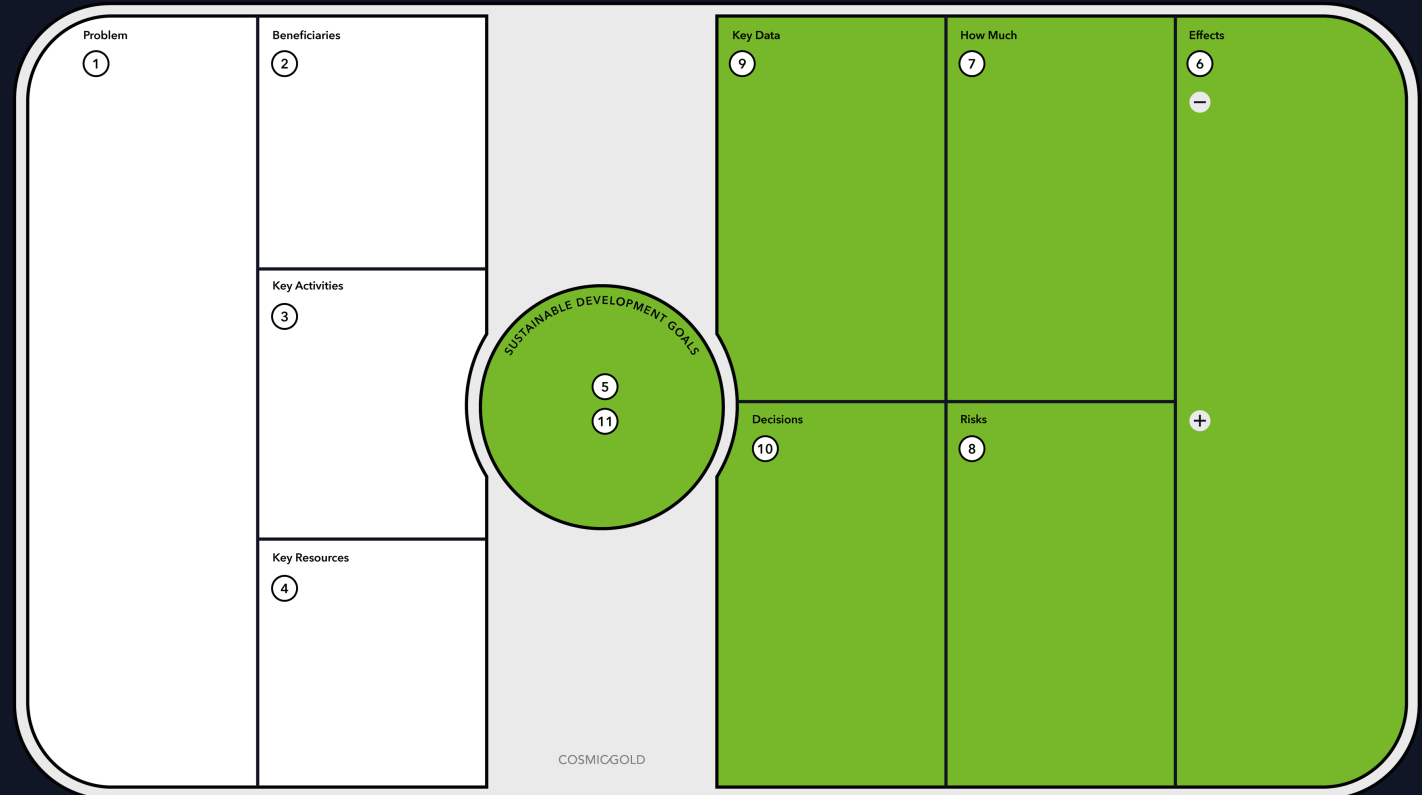 Problem
1
Beneficiaries
2
Key Activities
3
Key Resources
4
SUSTAINABLE DEVELOPMENT GOALS
5
11
COSMICGOLD
Key Data
9
How Much
7
Effects
6
−
+
Decisions
10
Risks
8